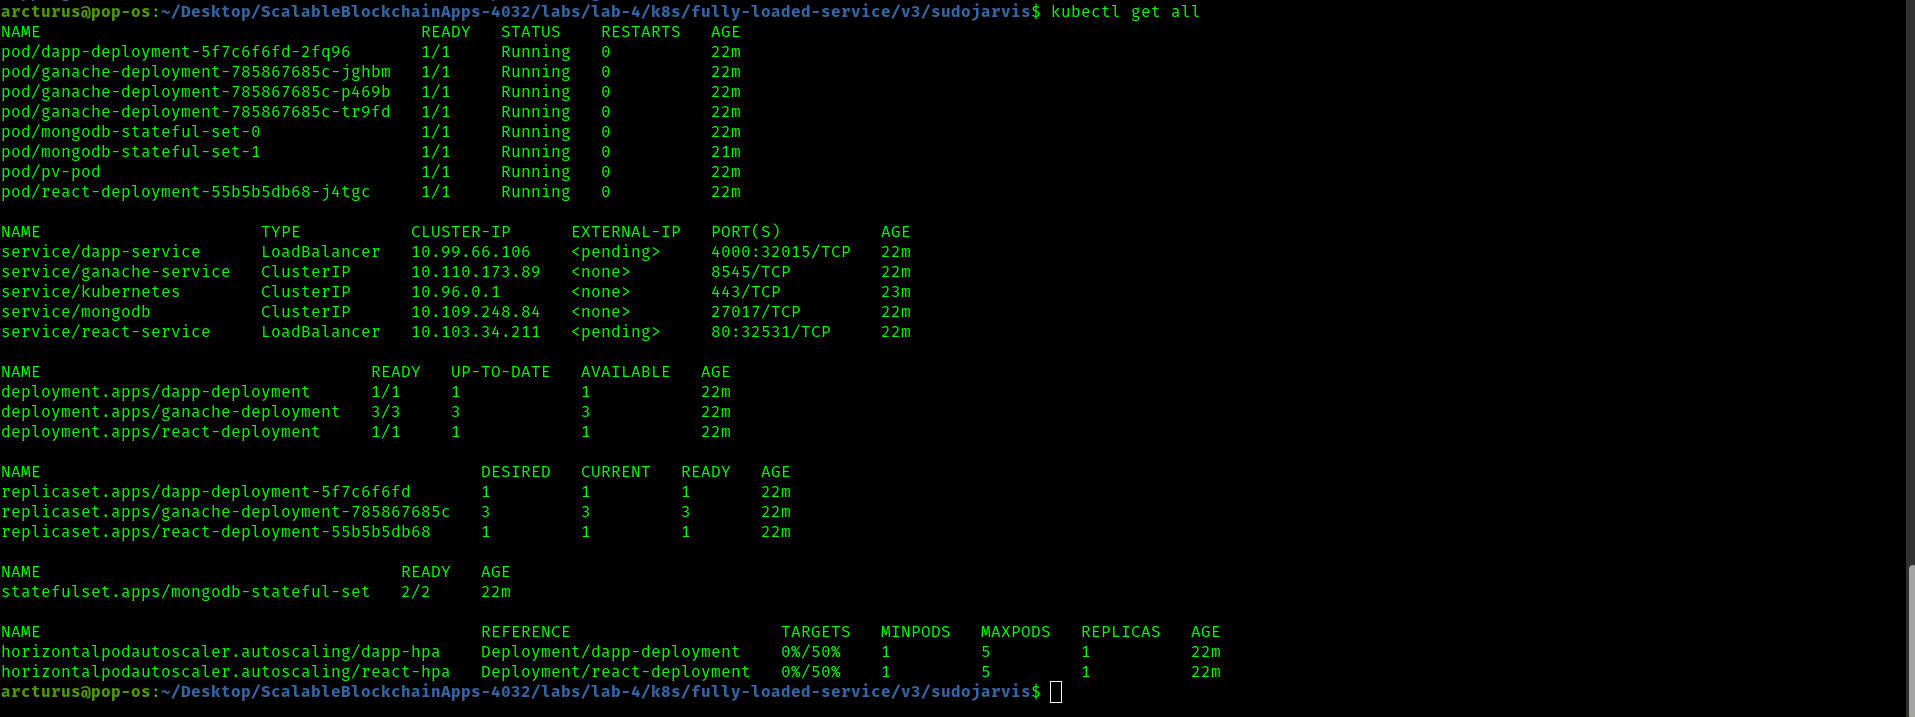 arcturus@pop-os:~/Desktop/ScalableBlockchainApps-4032/labs/lab-4/k8s/fully-loaded-service/v3/sudojarvis$ kubectl get all
NAME READY STATUS RESTARTS AGE
pod/dapp-deployment-5f7c6f6fd-2fq96 1/1 Running 0 22m
pod/ganache-deployment-785867685c-jghbm 1/1 Running 0 22m
pod/ganache-deployment-785867685c-p469b 1/1 Running 0 22m
pod/ganache-deployment-785867685c-tr9fd 1/1 Running 0 22m
pod/mongodb-stateful-set-0 1/1 Running 0 22m
pod/mongodb-stateful-set-1 1/1 Running 0 21m
pod/pv-pod 1/1 Running 0 22m
pod/react-deployment-55b5b5db68-j4tgc 1/1 Running 0 22m
NAME TYPE CLUSTER-IP EXTERNAL-IP PORT(S) AGE
service/dapp-service LoadBalancer 10.99.66.106 <pending> 4000:32015/TCP 22m
service/ganache-service ClusterIP 10.110.173.89 <none> 8545/TCP 22m
service/kubernetes ClusterIP 10.96.0.1 <none> 443/TCP 23m
service/mongodb ClusterIP 10.109.248.84 <none> 27017/TCP 22m
service/react-service LoadBalancer 10.103.34.211 <pending> 80:32531/TCP 22m
NAME READY UP-TO-DATE AVAILABLE AGE
deployment.apps/dapp-deployment 1/1 1 1 22m
deployment.apps/ganache-deployment 3/3 3 3 22m
deployment.apps/react-deployment 1/1 1 1 22m
NAME DESIRED CURRENT READY AGE
replicaset.apps/dapp-deployment-5f7c6f6fd 1 1 1 22m
replicaset.apps/ganache-deployment-785867685c 3 3 3 22m
replicaset.apps/react-deployment-55b5b5db68 1 1 1 22m
NAME READY AGE
statefulset.apps/mongodb-stateful-set 2/2 22m
NAME REFERENCE TARGETS MINPODS MAXPODS REPLICAS AGE
horizontalpodautoscaler.autoscaling/dapp-hpa Deployment/dapp-deployment 0%/50% 1 5 1 22m
horizontalpodautoscaler.autoscaling/react-hpa Deployment/react-deployment 0%/50% 1 5 1 22m
arcturus@pop-os:~/Desktop/ScalableBlockchainApps-4032/labs/lab-4/k8s/fully-loaded-service/v3/sudojarvis$